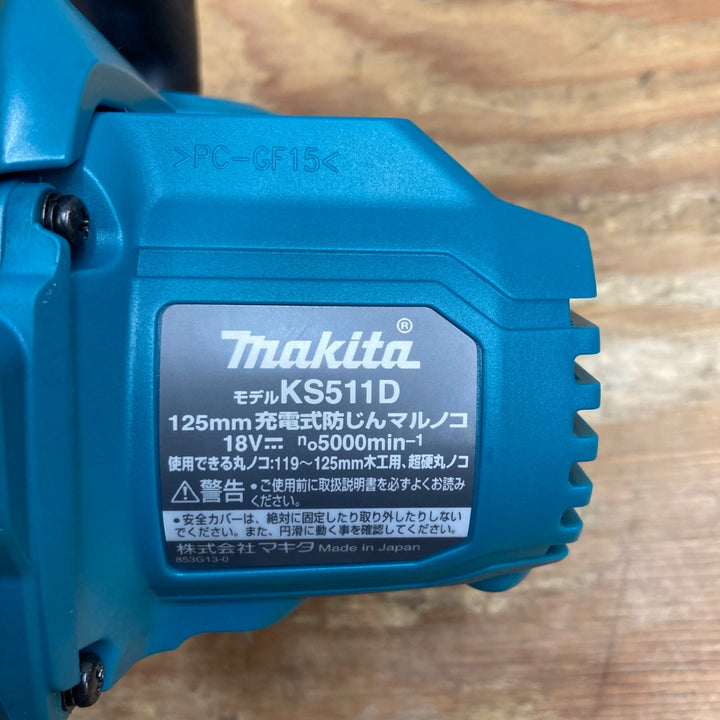 >PC-GF15<
makita®
モデルKS511D
125mm 充電式防じんマルノコ
18V⎓ n₀5000min⁻¹
使用できる丸ノコ:119～125mm木工用、超硬丸ノコ
⚠警告 •ご使用前に取扱説明書を必ずよくお読み
ください。
•安全カバーは、絶対に固定したり取り外したりしない
でください。また、円滑に動く事を確認してください。
株式会社 マキタ Made in Japan
853G13-0